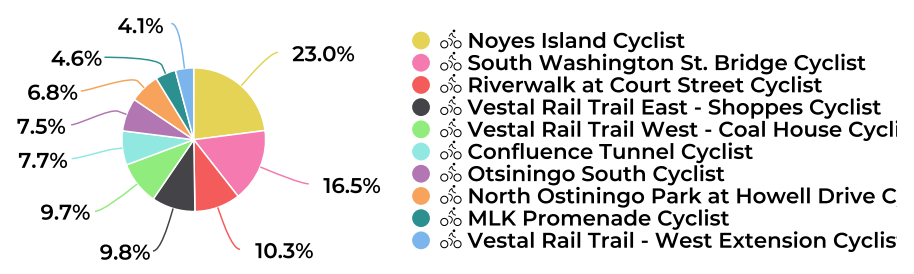 4.1%
4.6%
23.0%
6.8%
7.5%
7.7%
9.7%
16.5%
9.8%
10.3%
Noyes Island Cyclist
South Washington St. Bridge Cyclist
Riverwalk at Court Street Cyclist
Vestal Rail Trail East - Shoppes Cyclist
Vestal Rail Trail West - Coal House Cycli
Confluence Tunnel Cyclist
Otsiningo South Cyclist
North Ostiningo Park at Howell Drive C
MLK Promenade Cyclist
Vestal Rail Trail - West Extension Cyclis